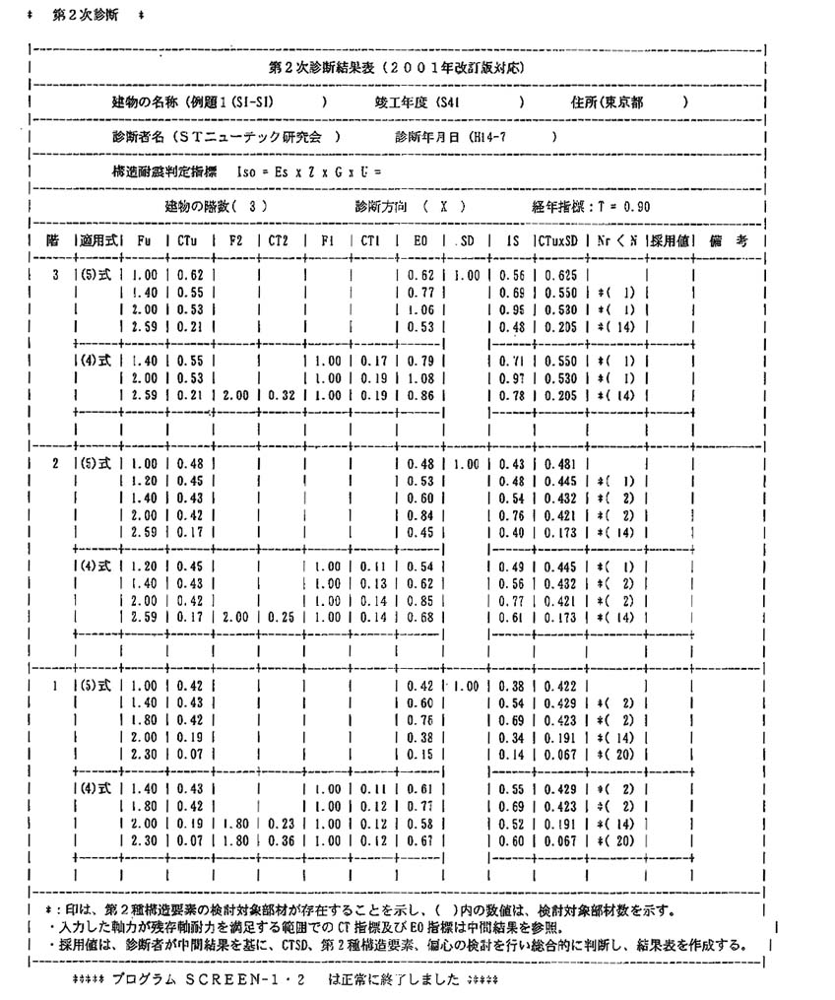 * 第２次診断 *
第２次診断結果表（２００１年改訂版対応）
建物の名称（例題１(SI-SI) ） 竣工年度（S41 ） 住所（東京都 ）
診断者名（ＳＴニューテック研究会 ） 診断年月日（H14-7 ）
構造耐震判定指標 Iso = Es x Z x G x U =
建物の階数（ 3 ） 診断方向 （ X ） 経年指標：T = 0.90
階 |適用式| Fu | CTu | F2 | CT2 | F1 | CT1 | E0 | SD | IS |CTuxSD| Nr < N |採用値| 備 考
3 |(5)式 | 1.00 | 0.62 | | | | | 0.62 | 1.00 | 0.56 | 0.625 | | |
| 1.40 | 0.55 | | | | | 0.77 | | 0.69 | 0.550 | *( 1) | |
| 2.00 | 0.53 | | | | | 1.06 | | 0.95 | 0.530 | *( 1) | |
| 2.59 | 0.21 | | | | | 0.53 | | 0.48 | 0.205 | *( 14) | |
|(4)式 | 1.40 | 0.55 | | | 1.00 | 0.17 | 0.79 | | 0.71 | 0.550 | *( 1) | |
| 2.00 | 0.53 | | | 1.00 | 0.19 | 1.08 | | 0.97 | 0.530 | *( 1) | |
| 2.59 | 0.21 | 2.00 | 0.32 | 1.00 | 0.19 | 0.86 | | 0.78 | 0.205 | *( 14) | |
2 |(5)式 | 1.00 | 0.48 | | | | | 0.48 | 1.00 | 0.43 | 0.481 | | |
| 1.20 | 0.45 | | | | | 0.53 | | 0.48 | 0.445 | *( 1) | |
| 1.40 | 0.43 | | | | | 0.60 | | 0.54 | 0.432 | *( 2) | |
| 2.00 | 0.42 | | | | | 0.84 | | 0.76 | 0.421 | *( 2) | |
| 2.59 | 0.17 | | | | | 0.45 | | 0.40 | 0.173 | *( 14) | |
|(4)式 | 1.20 | 0.45 | | | 1.00 | 0.11 | 0.54 | | 0.49 | 0.445 | *( 1) | |
| 1.40 | 0.43 | | | 1.00 | 0.13 | 0.62 | | 0.56 | 0.432 | *( 2) | |
| 2.00 | 0.42 | | | 1.00 | 0.14 | 0.85 | | 0.77 | 0.421 | *( 2) | |
| 2.59 | 0.17 | 2.00 | 0.25 | 1.00 | 0.14 | 0.68 | | 0.61 | 0.173 | *( 14) | |
1 |(5)式 | 1.00 | 0.42 | | | | | 0.42 | 1.00 | 0.38 | 0.422 | | |
| 1.40 | 0.43 | | | | | 0.60 | | 0.54 | 0.429 | *( 2) | |
| 1.80 | 0.42 | | | | | 0.76 | | 0.69 | 0.423 | *( 2) | |
| 2.00 | 0.19 | | | | | 0.38 | | 0.34 | 0.191 | *( 14) | |
| 2.30 | 0.07 | | | | | 0.15 | | 0.14 | 0.067 | *( 20) | |
|(4)式 | 1.40 | 0.43 | | | 1.00 | 0.11 | 0.61 | | 0.55 | 0.429 | *( 2) | |
| 1.80 | 0.42 | | | 1.00 | 0.12 | 0.77 | | 0.69 | 0.423 | *( 2) | |
| 2.00 | 0.19 | 1.80 | 0.23 | 1.00 | 0.12 | 0.58 | | 0.52 | 0.191 | *( 14) | |
| 2.30 | 0.07 | 1.80 | 0.36 | 1.00 | 0.12 | 0.67 | | 0.60 | 0.067 | *( 20) | |
*：印は、第２種構造要素の検討対象部材が存在することを示し、（ ）内の数値は、検討対象部材数を示す。
・入力した軸力が残存軸耐力を満足する範囲での CT 指標及び E0 指標は中間結果を参照。
・採用値は、診断者が中間結果を基に、CTSD、第２種構造要素、偏心の検討を行い総合的に判断し、結果表を作成する。
***** プログラム ＳＣＲＥＥＮ-１・２ は正常に終了しました *****